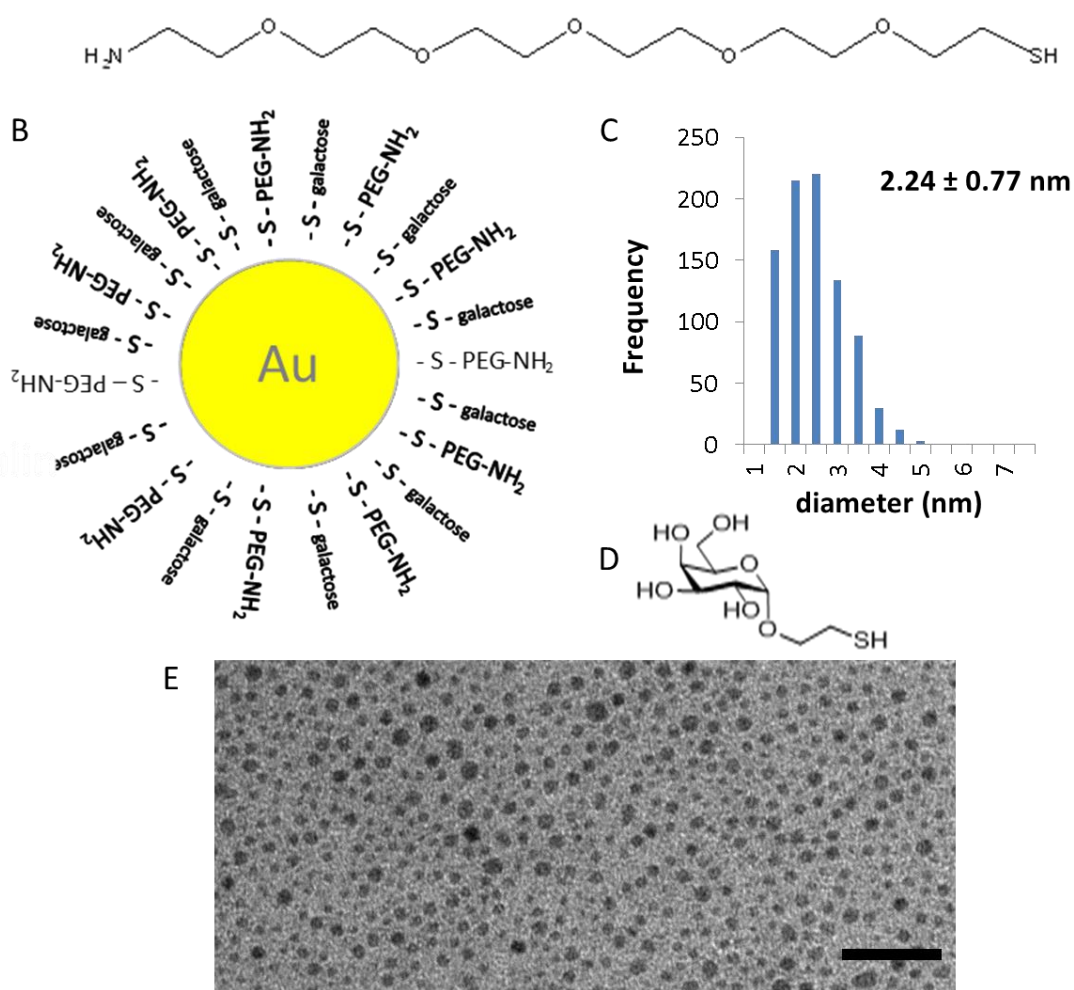 H2N O O O O O SH
B
S - PEG-NH2
S - galactose
S - PEG-NH2
S - galactose
S - PEG-NH2
S - galactose
- S - PEG-NH2
- S - galactose
- S - PEG-NH2
- S - galactose
- S - PEG-NH2
- S - galactose
- S - PEG-NH2
- S - galactose
- S - PEG-NH2
- S - galactose
- S – PEG-NH2
- S - galactose
- S - PEG-NH2
- S - galactose
- S - PEG-NH2
- S - galactose
Au
C
2.24 ± 0.77 nm
Frequency
250
200
150
100
50
0
1 2 3 4 5 6 7
diameter (nm)
D
HO OH
O
HO
HO
O SH
E